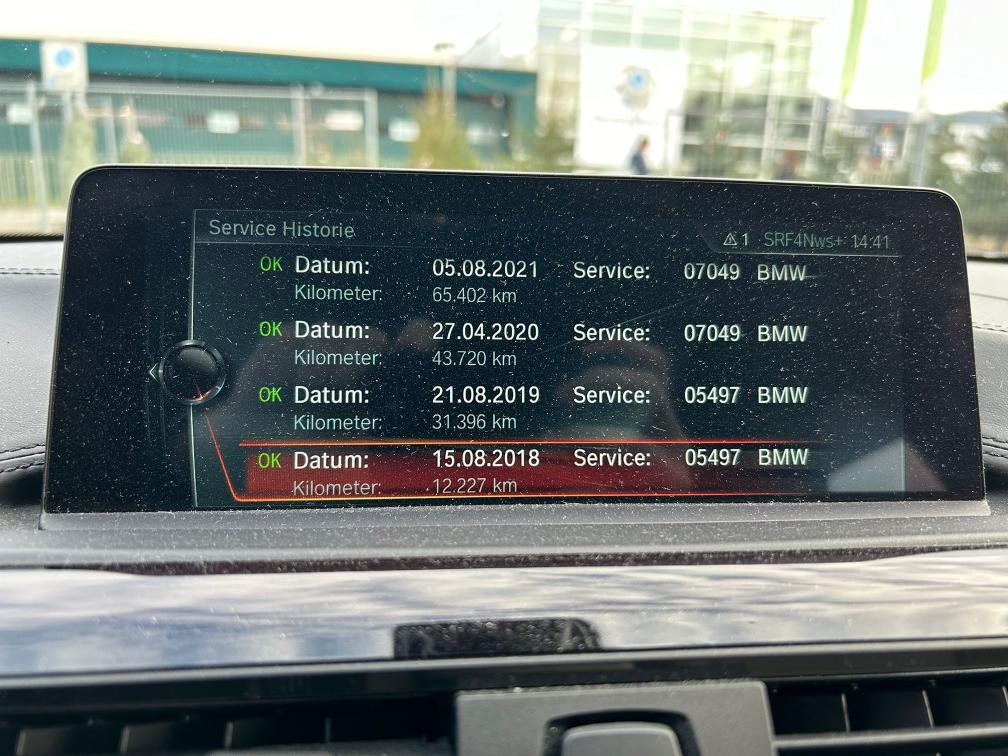 Service Historie
1 SRF4Nws+ 14:41
OK Datum: 05.08.2021 Service: 07049 BMW
Kilometer: 65.402 km
OK Datum: 27.04.2020 Service: 07049 BMW
Kilometer: 43.720 km
OK Datum: 21.08.2019 Service: 05497 BMW
Kilometer: 31.396 km
OK Datum: 15.08.2018 Service: 05497 BMW
Kilometer: 12.227 km